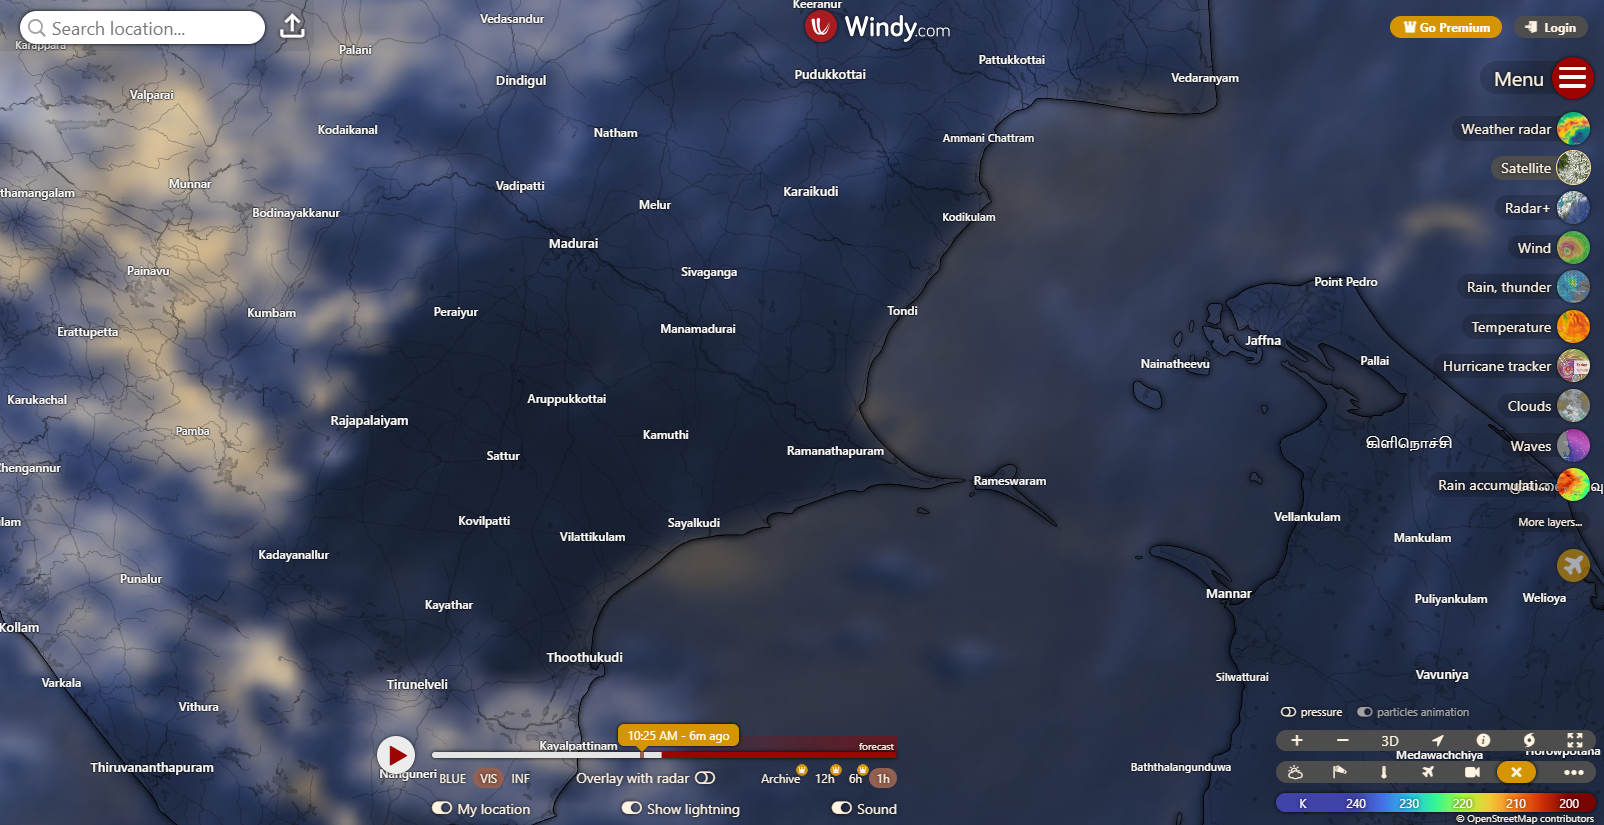 Keeranur
Search location...
Vedasandur
Windy.com
Go Premium
Login
Karappara
Palani
Pattukkottai
Dindigul
Pudukkottai
Vedaranyam
Menu
Valparai
Kodaikanal
Natham
Ammani Chattram
Weather radar
Satellite
Munnar
thamangalam
Vadipatti
Karaikudi
Melur
Radar+
Bodinayakkanur
Kodikulam
Madurai
Wind
Painavu
Sivaganga
Point Pedro
Rain, thunder
Kumbam
Peraiyur
Tondi
Erattupetta
Manamadurai
Temperature
Jaffna
Nainatheevu
Pallai
Hurricane tracker
Karukachal
Aruppukkottai
Clouds
Rajapalaiyam
Pamba
Kamuthi
கிளிநொச்சி
Waves
Sattur
Ramanathapuram
Chengannur
Rameswaram
Rain accumulati
lam
Kovilpatti
Sayalkudi
Vellankulam
More layers...
Vilattikulam
Mankulam
Kadayanallur
Punalur
Kayathar
Mannar
Puliyankulam
Welioya
Kollam
Thoothukudi
Varkala
Tirunelveli
Silwatturai
Vavuniya
Vithura
pressure
particles animation
10:25 AM - 6m ago
Kayalpattinam
forecast
3D
Medawachchiya
Horowpotana
Thiruvananthapuram
Nanguneri
Baththalangunduwa
BLUE
VIS
INF
Overlay with radar
Archive
12h
6h
1h
My location
Show lightning
Sound
K 240 230 220 210 200
© OpenStreetMap contributors